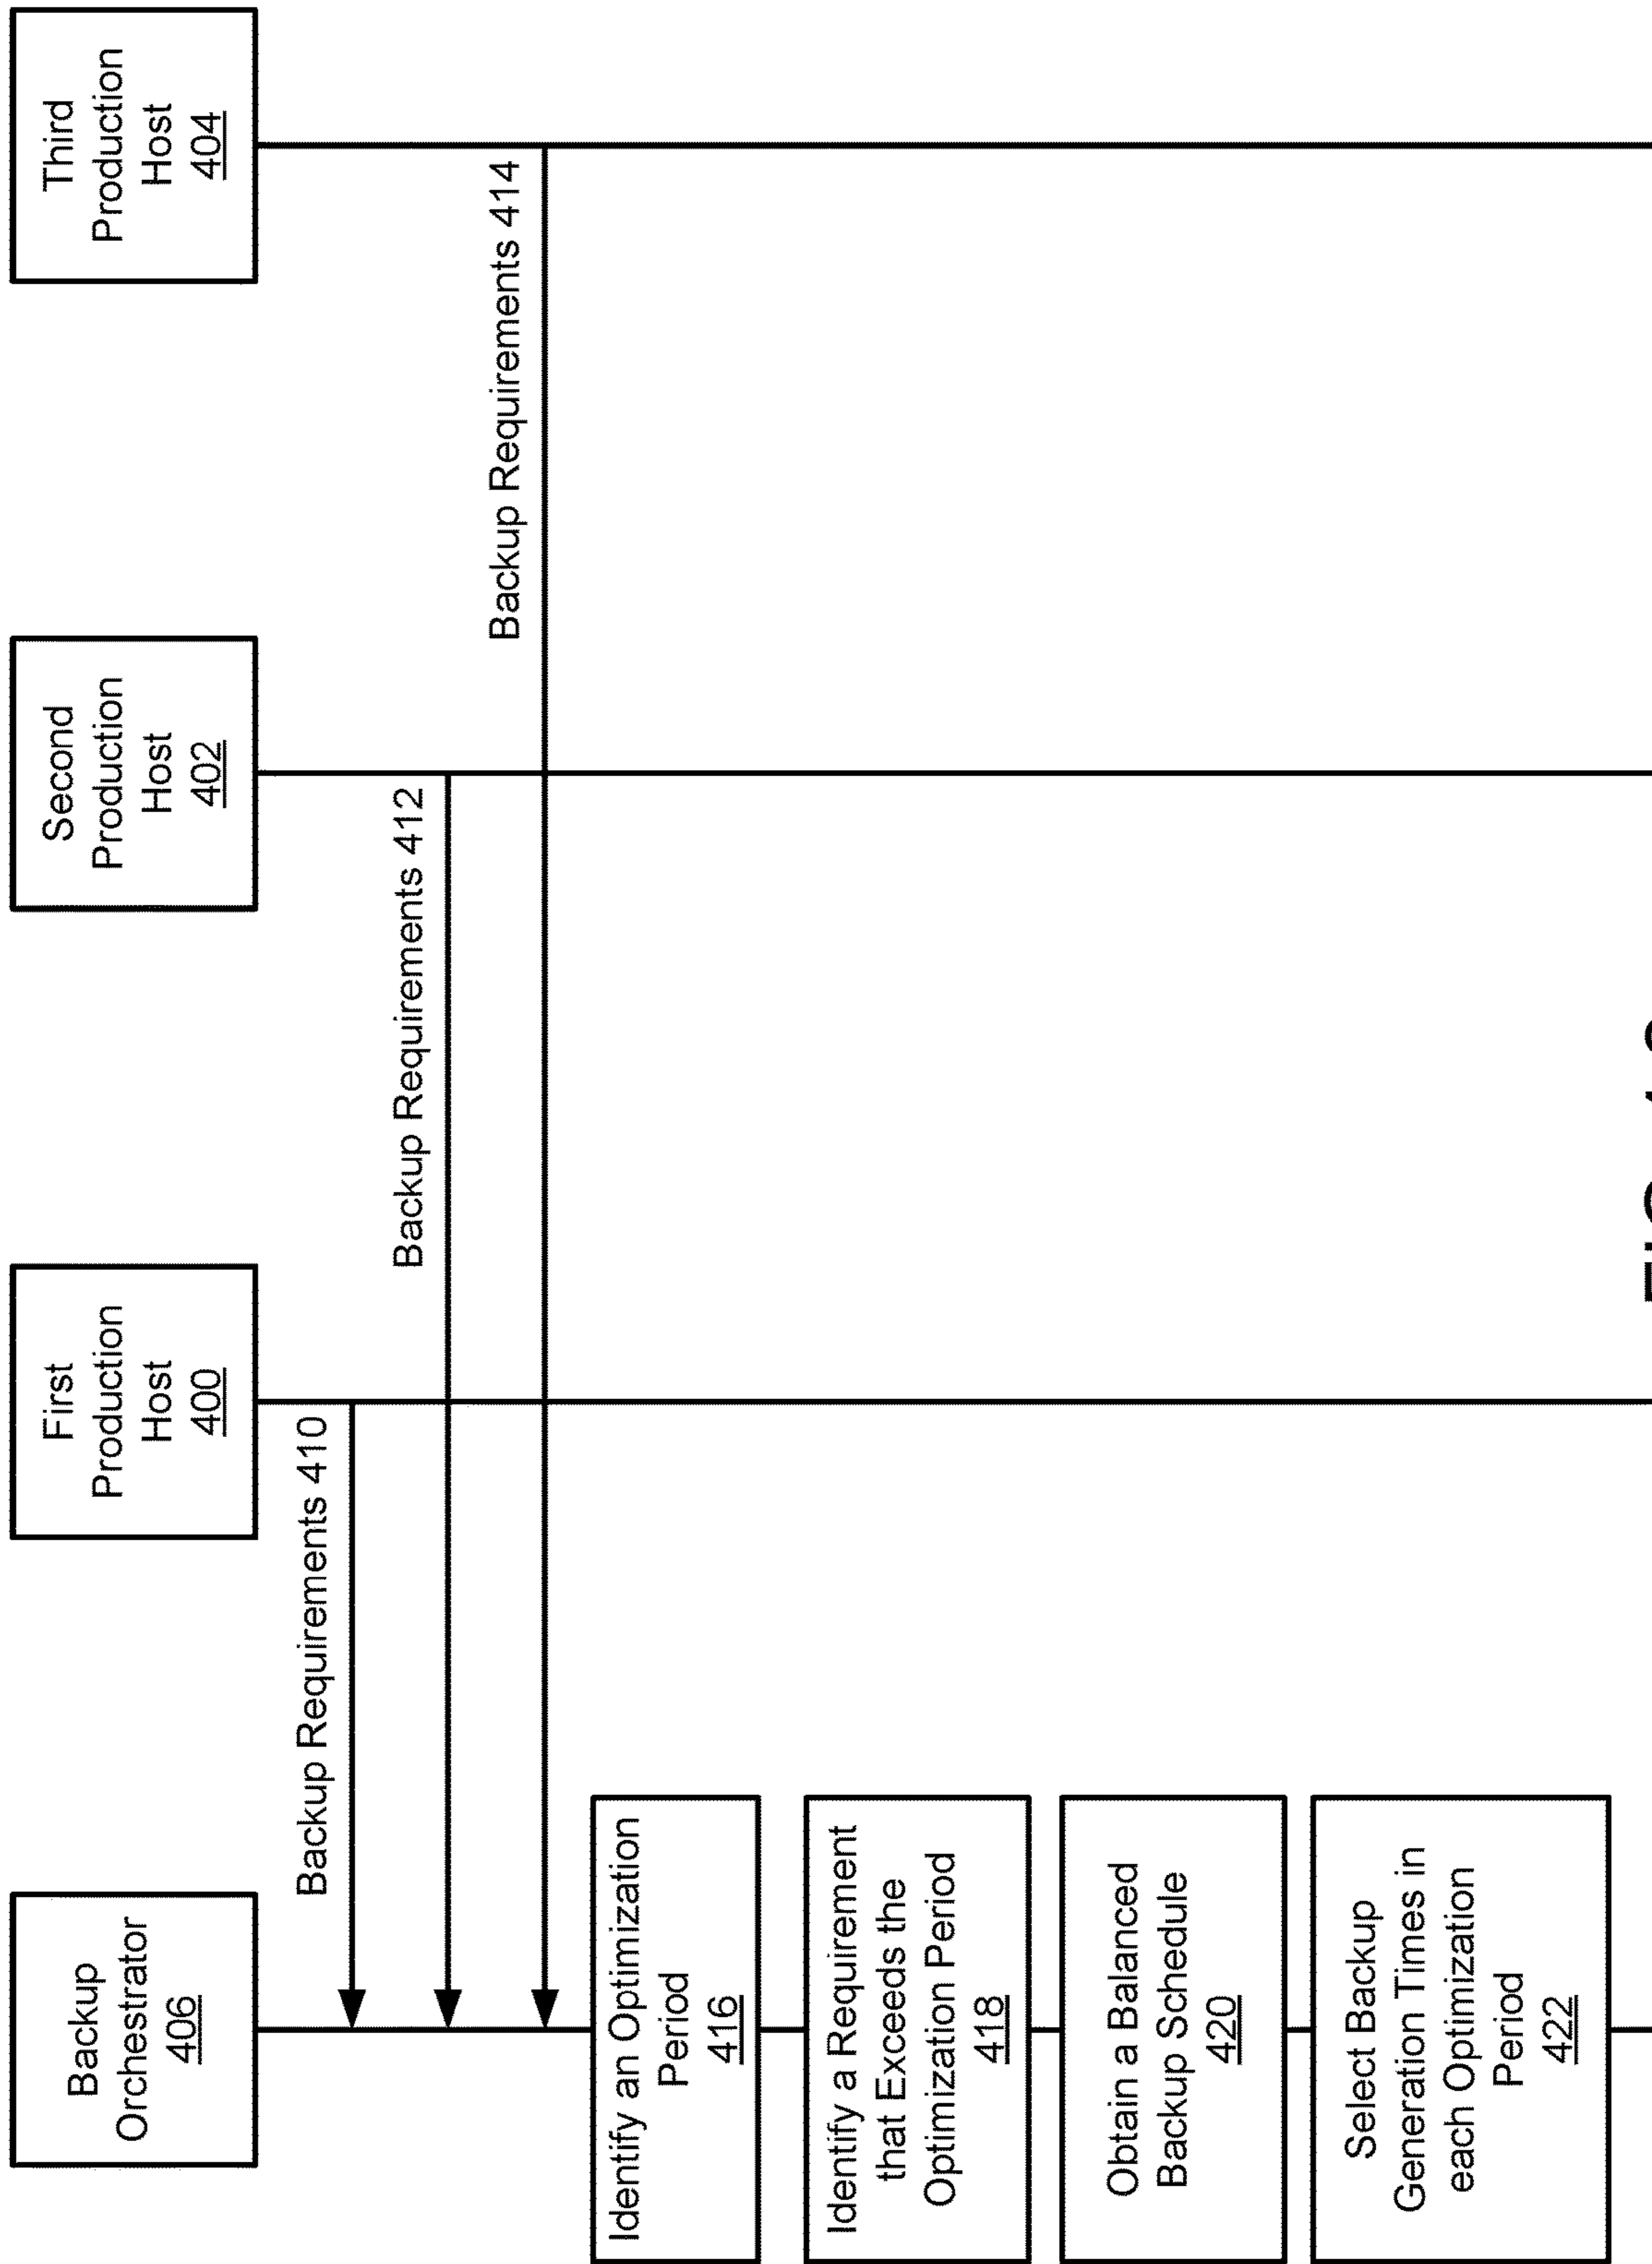 Backup
Orchestrator
406
First
Production
Host
400
Second
Production
Host
402
Third
Production
Host
404
Backup Requirements 410
Backup Requirements 412
Backup Requirements 414
Identify an Optimization
Period
416
Identify a Requirement
that Exceeds the
Optimization Period
418
Obtain a Balanced
Backup Schedule
420
Select Backup
Generation Times in
each Optimization
Period
422